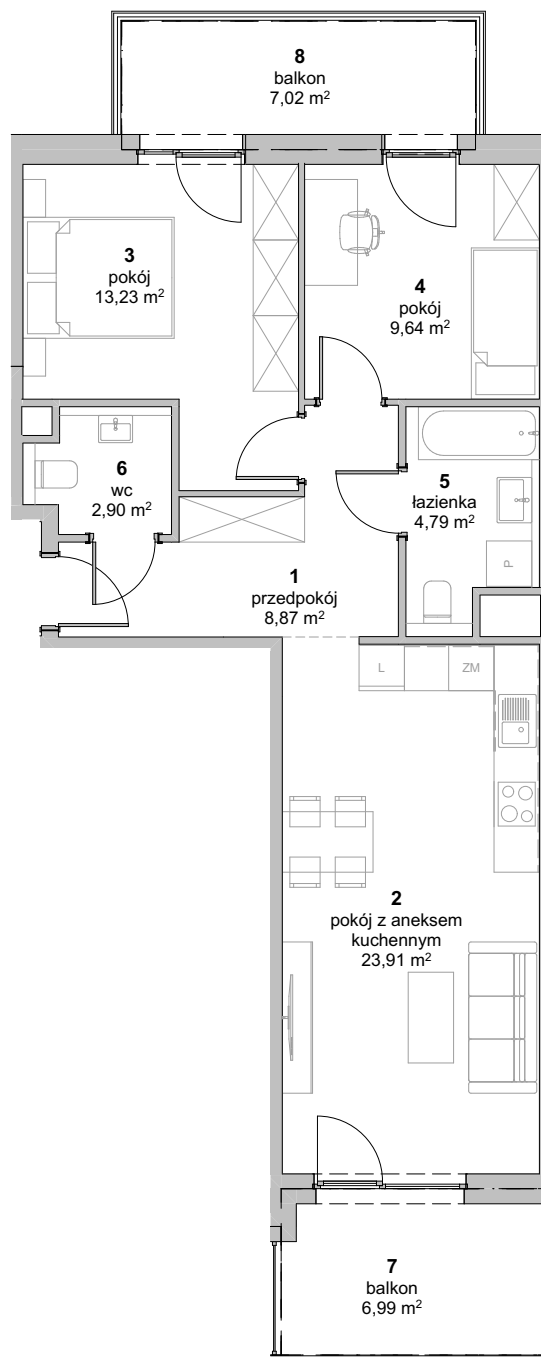 8
balkon
7,02 m²
3
pokój
13,23 m²
4
pokój
9,64 m²
6
wc
2,90 m²
5
łazienka
4,79 m²
P
1
przedpokój
8,87 m²
L
ZM
2
pokój z aneksem
kuchennym
23,91 m²
7
balkon
6,99 m²